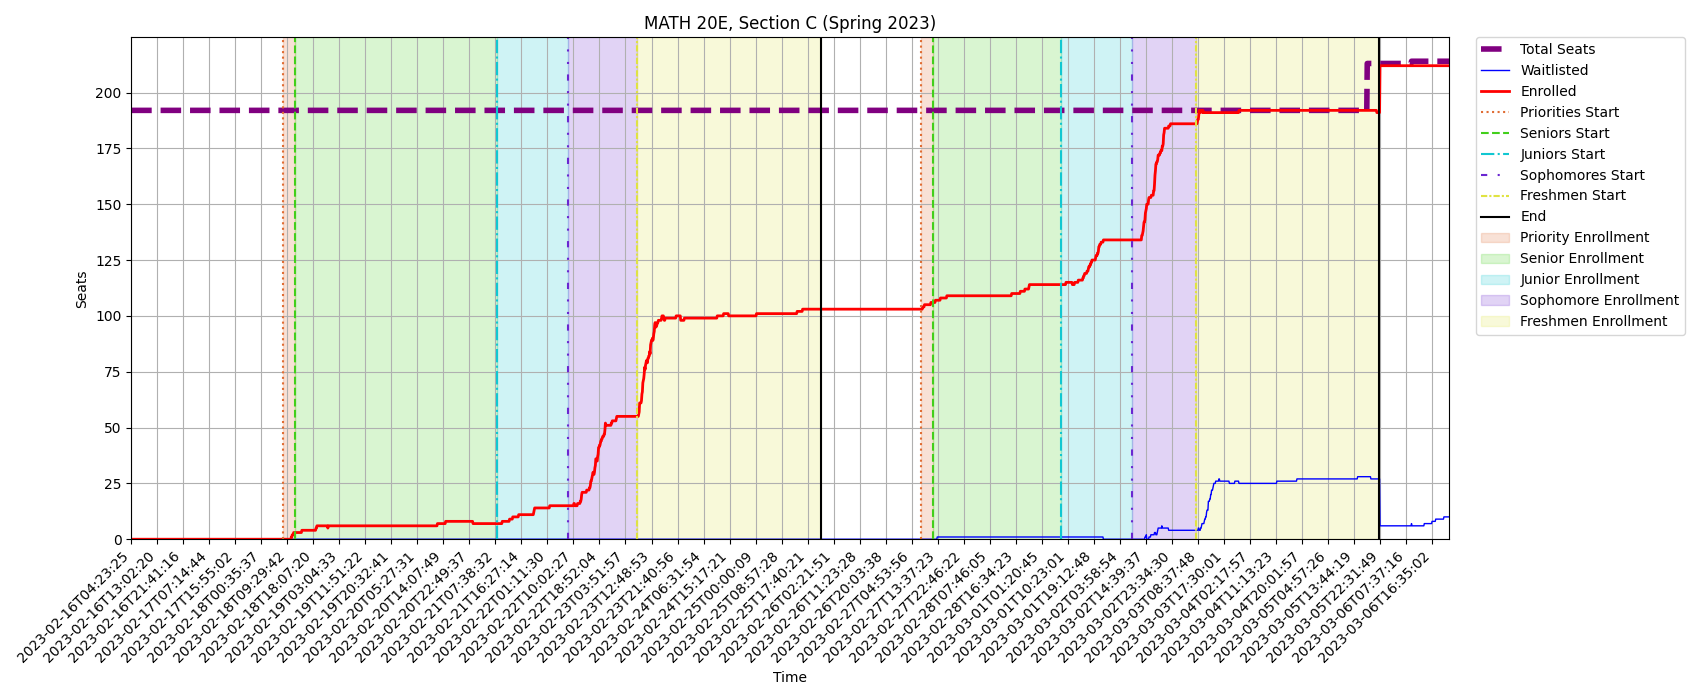 MATH 20E, Section C (Spring 2023)
Seats
200
175
150
125
100
75
50
25
0
2023-02-16T04:23:25
2023-02-16T13:02:20
2023-02-16T21:41:16
2023-02-17T07:14:44
2023-02-17T15:55:02
2023-02-18T00:35:37
2023-02-18T09:29:42
2023-02-18T18:07:20
2023-02-19T03:04:33
2023-02-19T11:51:22
2023-02-19T20:32:41
2023-02-20T05:27:31
2023-02-20T14:07:49
2023-02-20T22:49:37
2023-02-21T07:38:32
2023-02-21T16:27:14
2023-02-22T01:11:30
2023-02-22T10:02:27
2023-02-22T18:52:04
2023-02-23T03:51:57
2023-02-23T12:48:53
2023-02-23T21:40:56
2023-02-24T06:31:54
2023-02-24T15:17:21
2023-02-25T00:00:09
2023-02-25T08:57:28
2023-02-25T17:40:21
2023-02-26T02:21:51
2023-02-26T11:23:28
2023-02-26T20:03:38
2023-02-27T04:53:56
2023-02-27T13:37:23
2023-02-27T22:46:22
2023-02-28T07:46:05
2023-02-28T16:34:23
2023-03-01T01:20:45
2023-03-01T10:23:01
2023-03-01T19:12:48
2023-03-02T03:58:54
2023-03-02T14:39:37
2023-03-02T23:34:30
2023-03-03T08:37:48
2023-03-03T17:30:01
2023-03-04T02:17:57
2023-03-04T11:13:23
2023-03-04T20:01:57
2023-03-05T04:57:26
2023-03-05T13:44:19
2023-03-05T22:31:49
2023-03-06T07:37:16
2023-03-06T16:35:02
Time
Total Seats
Waitlisted
Enrolled
Priorities Start
Seniors Start
Juniors Start
Sophomores Start
Freshmen Start
End
Priority Enrollment
Senior Enrollment
Junior Enrollment
Sophomore Enrollment
Freshmen Enrollment